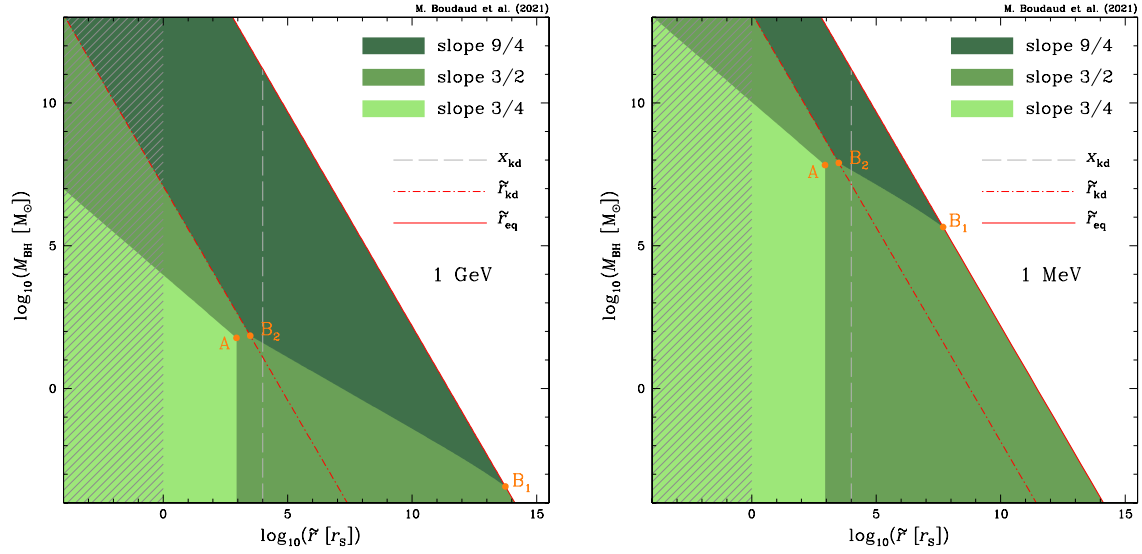 M. Boudaud et al. (2021)
slope 9/4
slope 3/2
slope 3/4
x_kd
r̃_kd
r̃_eq
1 GeV
A
B₂
B₁
10
5
0
0
5
10
15
log₁₀(M_BH [M_⊙])
log₁₀(r̃ [r_S])
M. Boudaud et al. (2021)
slope 9/4
slope 3/2
slope 3/4
x_kd
r̃_kd
r̃_eq
1 MeV
A
B₂
B₁
10
5
0
0
5
10
15
log₁₀(M_BH [M_⊙])
log₁₀(r̃ [r_S])